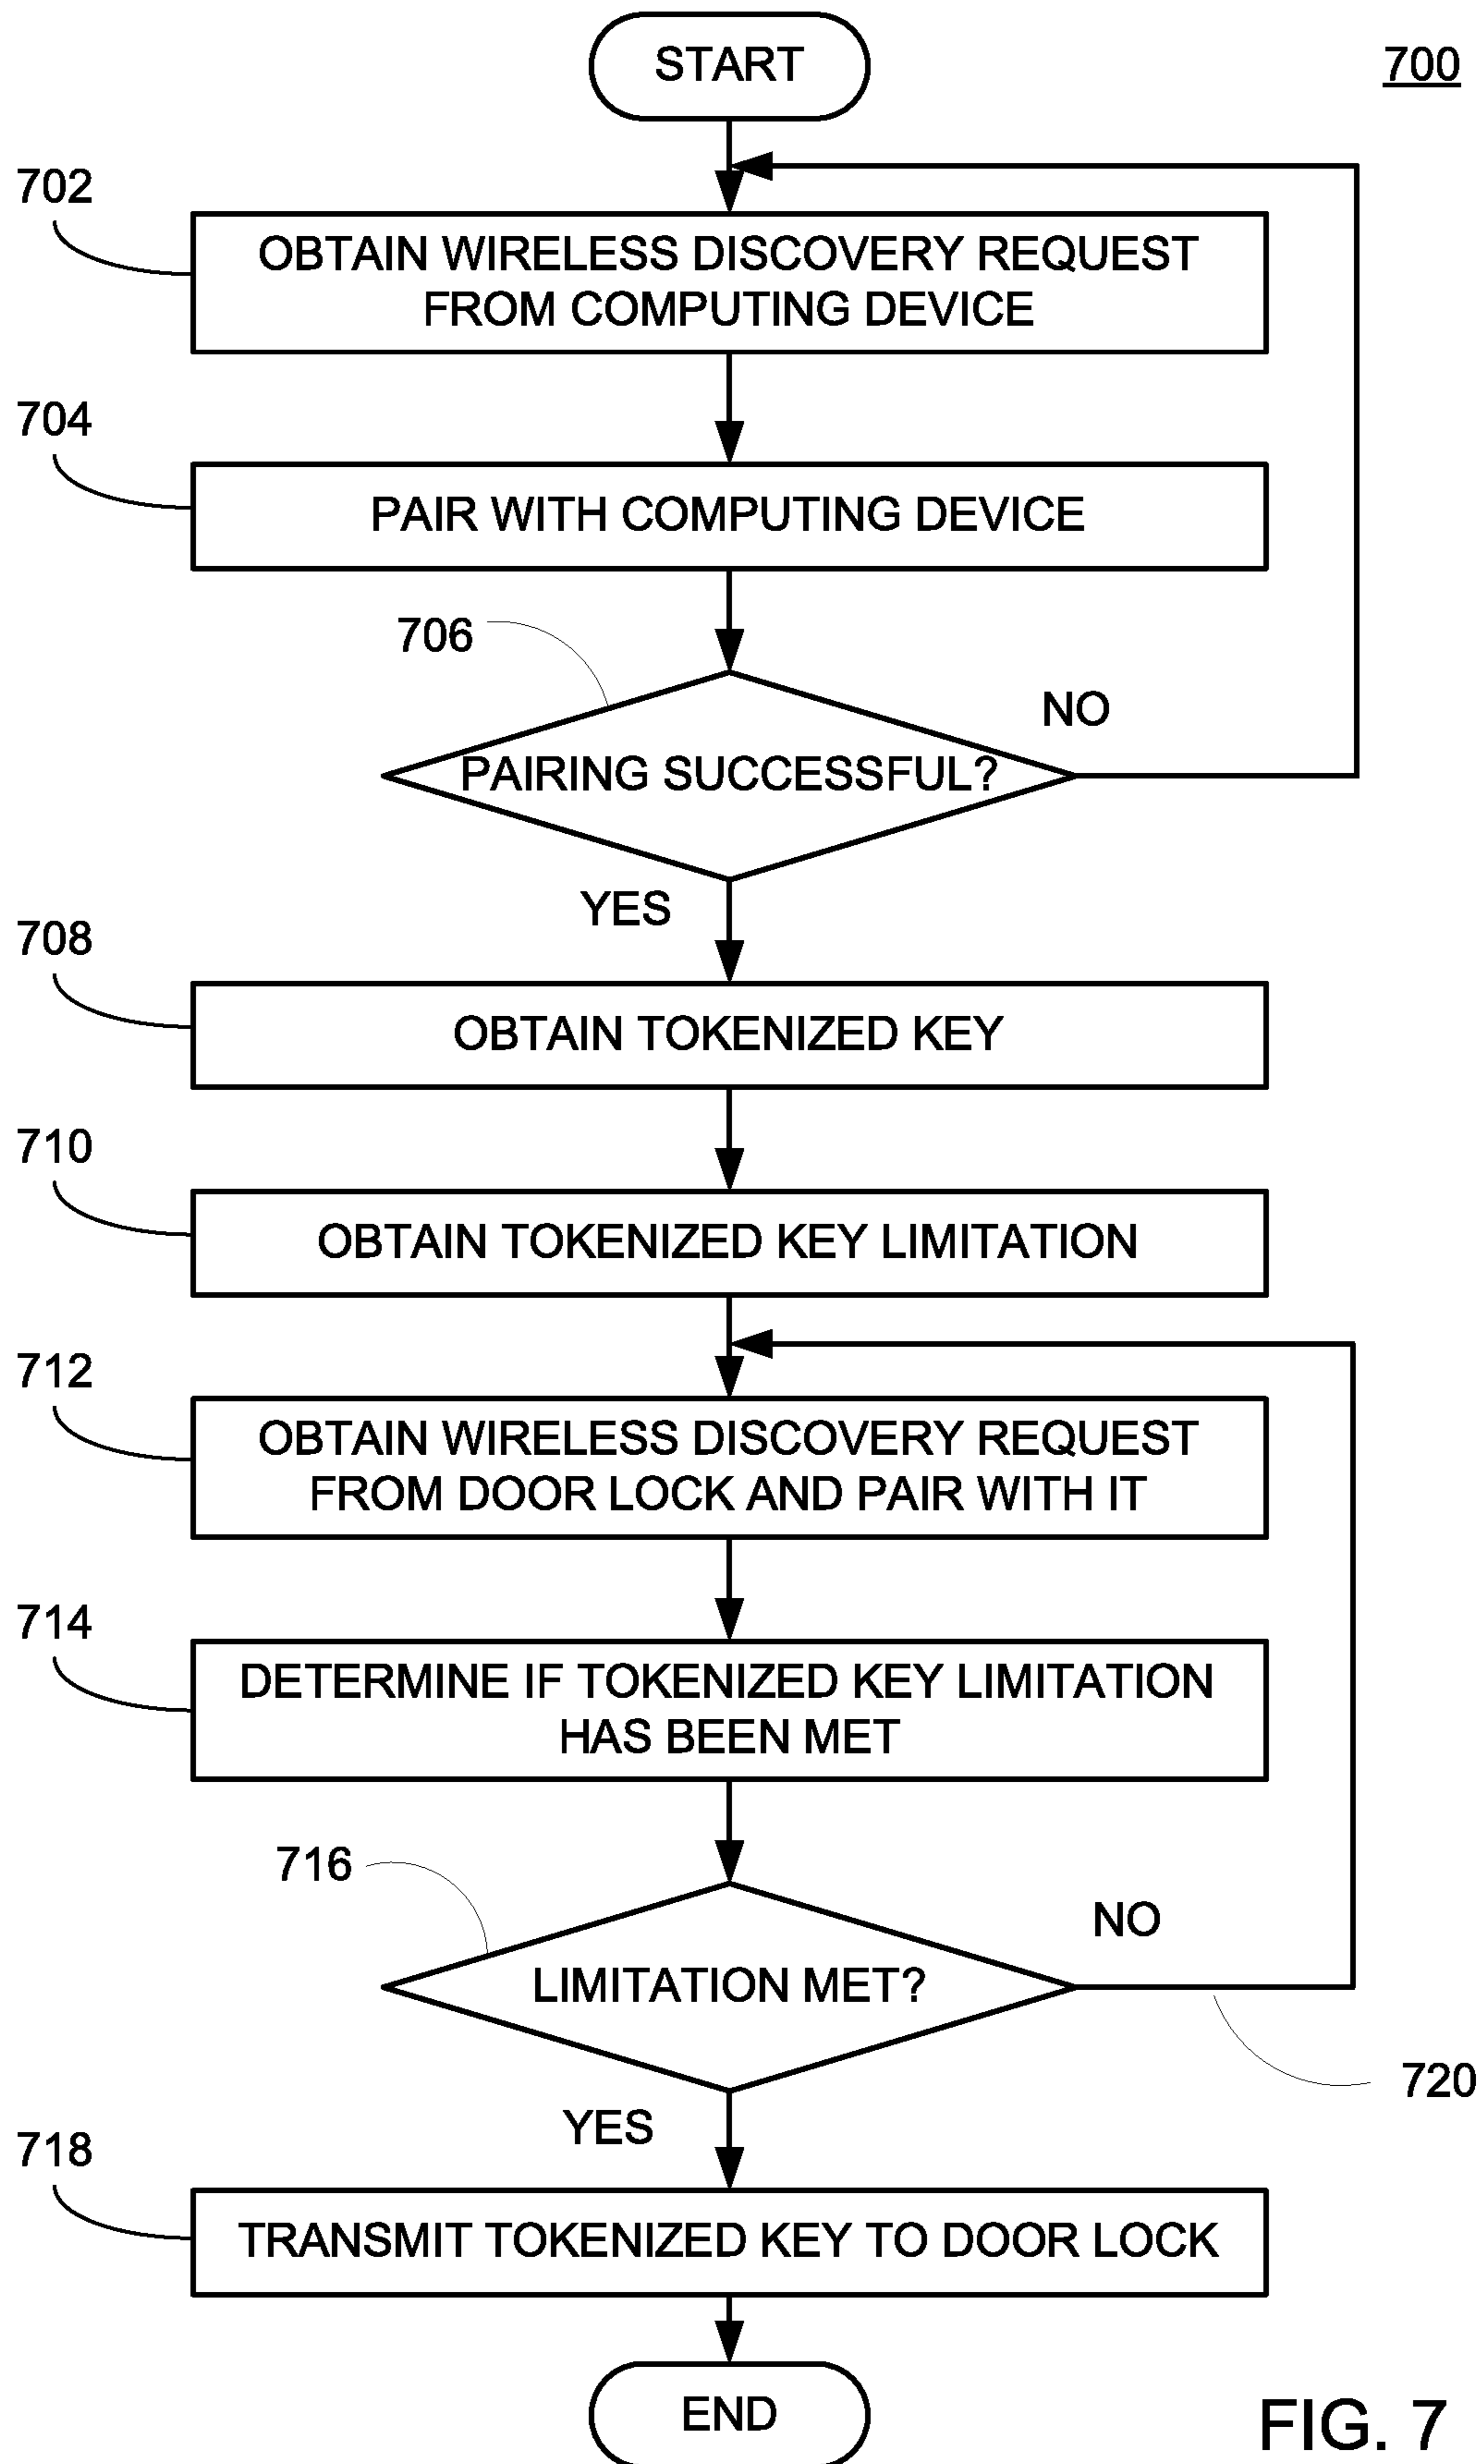 START
700
702
OBTAIN WIRELESS DISCOVERY REQUEST
FROM COMPUTING DEVICE
704
PAIR WITH COMPUTING DEVICE
706
NO
PAIRING SUCCESSFUL?
YES
708
OBTAIN TOKENIZED KEY
710
OBTAIN TOKENIZED KEY LIMITATION
712
OBTAIN WIRELESS DISCOVERY REQUEST
FROM DOOR LOCK AND PAIR WITH IT
714
DETERMINE IF TOKENIZED KEY LIMITATION
HAS BEEN MET
716
NO
LIMITATION MET?
720
YES
718
TRANSMIT TOKENIZED KEY TO DOOR LOCK
END
FIG. 7